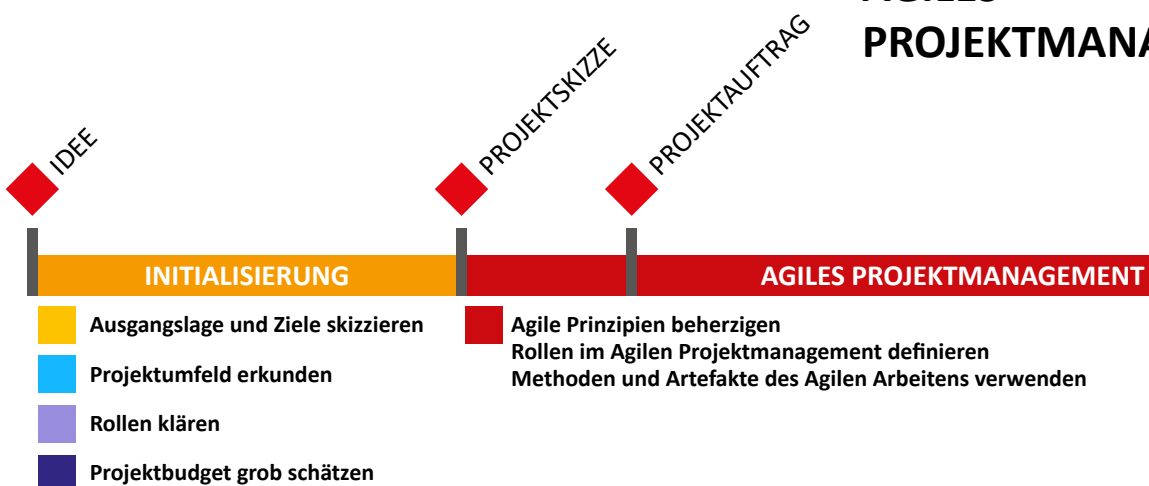 PROJEKTMANA
IDEE
PROJEKTSKIZZE
PROJEKTAUFTRAG
INITIALISIERUNG
AGILES PROJEKTMANAGEMENT
Ausgangslage und Ziele skizzieren
Projektumfeld erkunden
Rollen klären
Projektbudget grob schätzen
Agile Prinzipien beherzigen
Rollen im Agilen Projektmanagement definieren
Methoden und Artefakte des Agilen Arbeitens verwenden